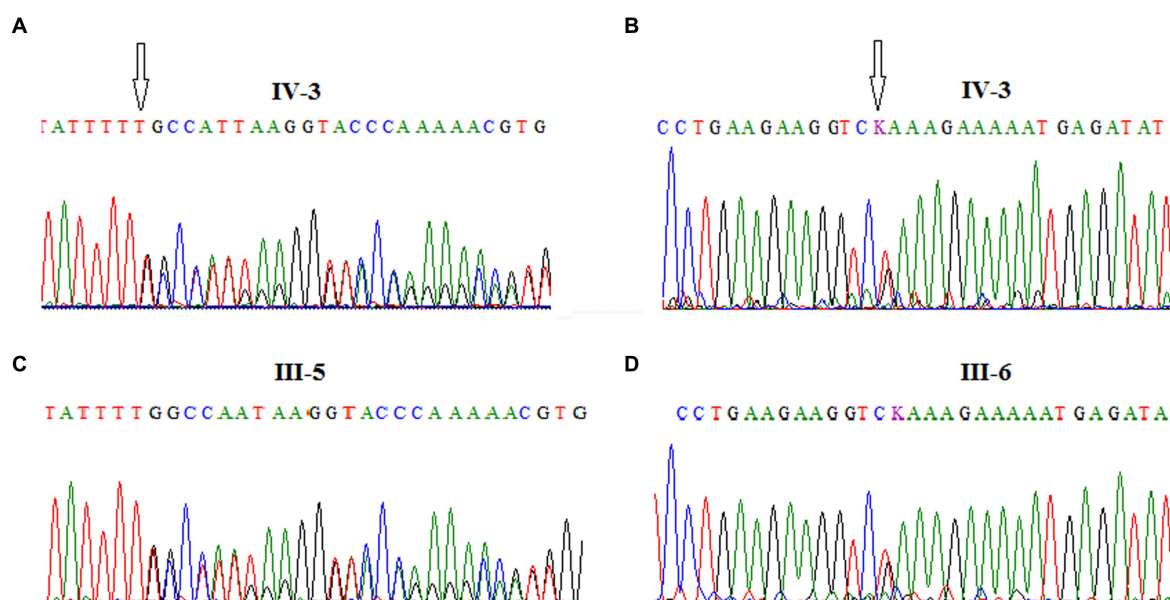 A
IV-3
TATTTTTGCCATTAAGGTACCCAAAAACGTG
B
IV-3
CCTGAAGAAGGTCKAAAGAAAAATGAGATAT
C
III-5
TATTTTGGCCAATAAGGTACCCAAAAACGTG
D
III-6
CCTGAAGAAGGTCKAAAGAAAAATGAGATA